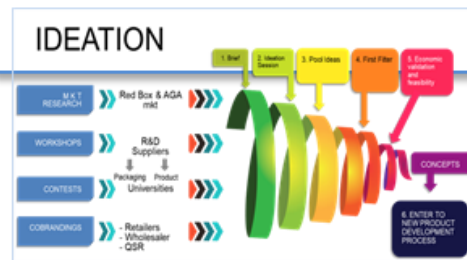 IDEATION
1. Brief
2. Ideation
Session
3. Pool Ideas
4. First Filter
5. Economic
validation
and
feasibility
MKT
RESEARCH
Red Box & AGA
mkt
WORKSHOPS
R&D
Suppliers
Packaging Product
CONTESTS
Universities
COBRANDINGS
- Retailers
- Wholesaler
- QSR
CONCEPTS
6. ENTER TO
NEW PRODUCT
DEVELOPMENT
PROCESS